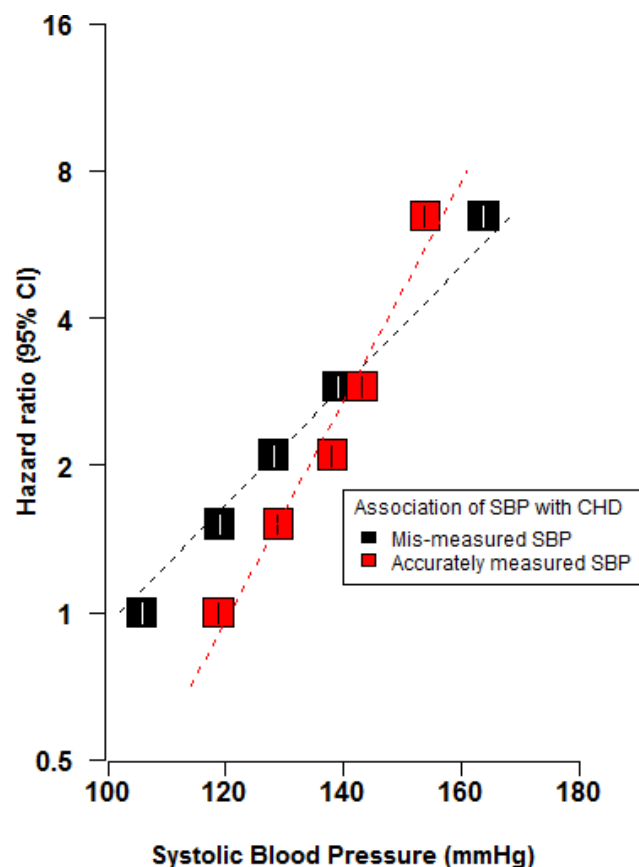 16
8
4
2
1
0.5
Hazard ratio (95% CI)
Association of SBP with CHD
Mis-measured SBP
Accurately measured SBP
100 120 140 160 180
Systolic Blood Pressure (mmHg)